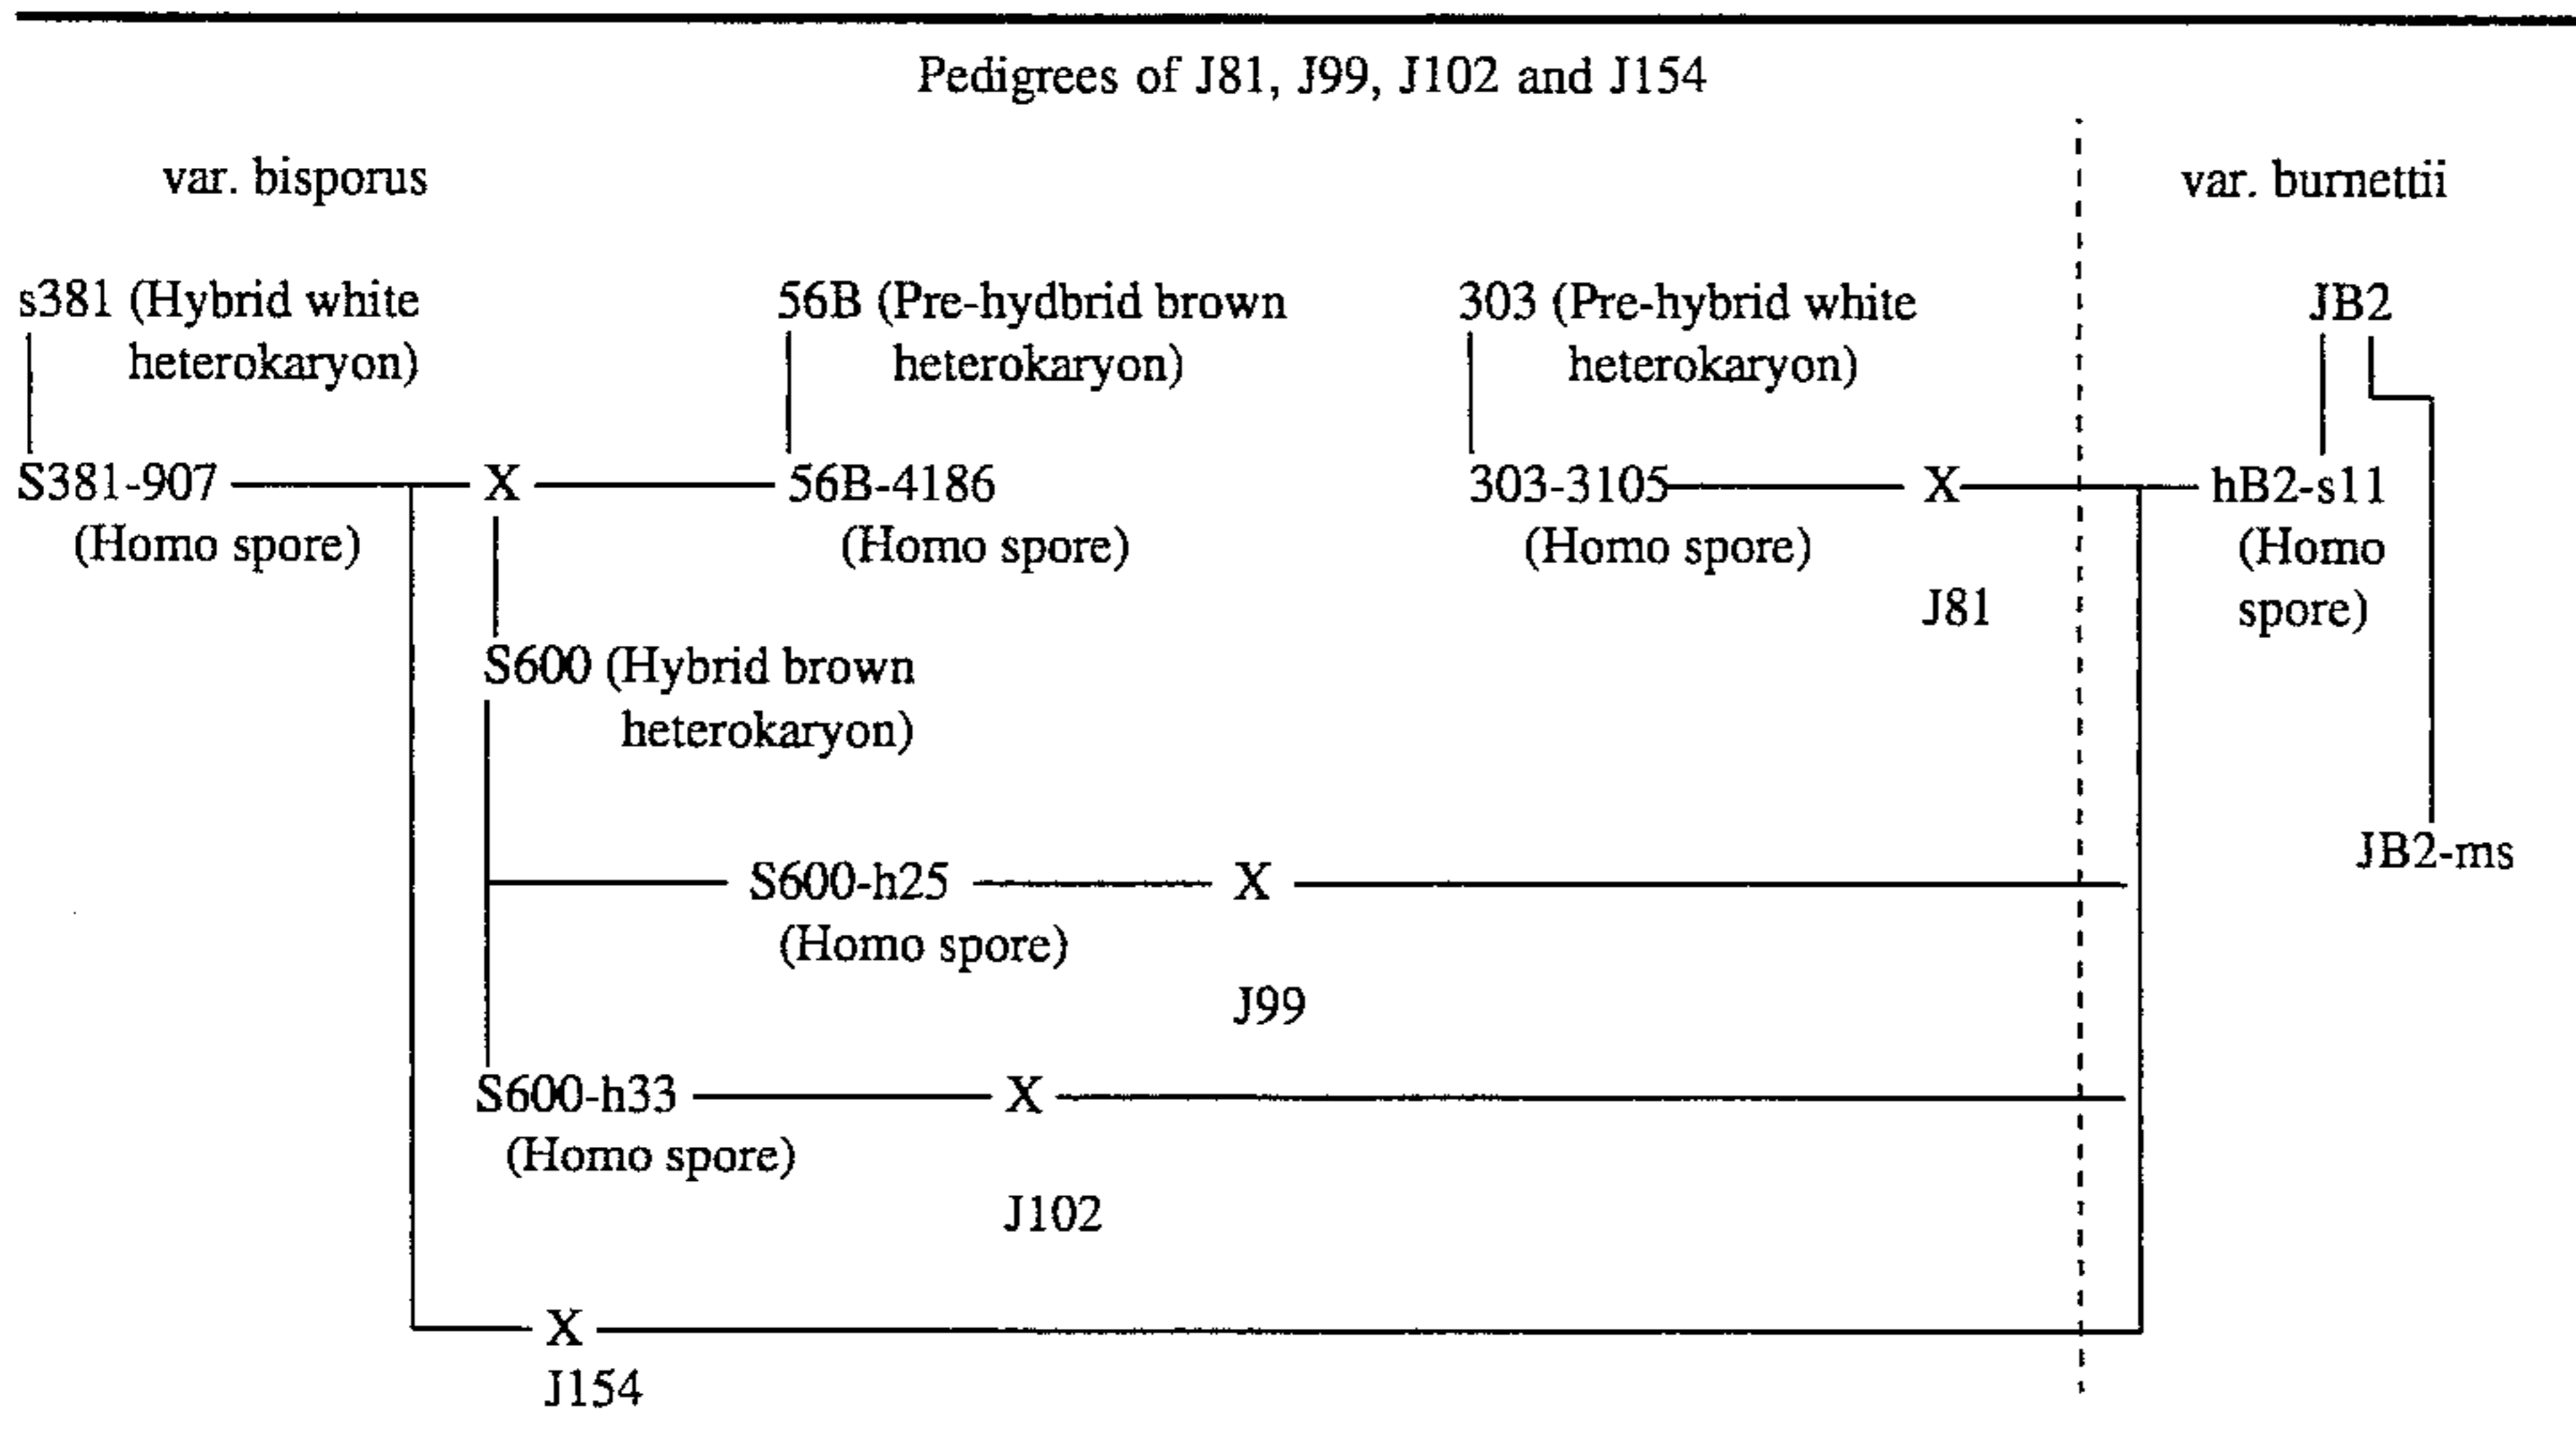 Pedigrees of J81, J99, J102 and J154
var. bisporus
var. burnettii
s381 (Hybrid white
heterokaryon)
56B (Pre-hydbrid brown
heterokaryon)
303 (Pre-hybrid white
heterokaryon)
JB2
S381-907
X
56B-4186
303-3105
X
hB2-s11
(Homo spore)
(Homo spore)
(Homo spore)
(Homo
spore)
J81
S600 (Hybrid brown
heterokaryon)
JB2-ms
S600-h25
X
(Homo spore)
J99
S600-h33
X
(Homo spore)
J102
X
J154